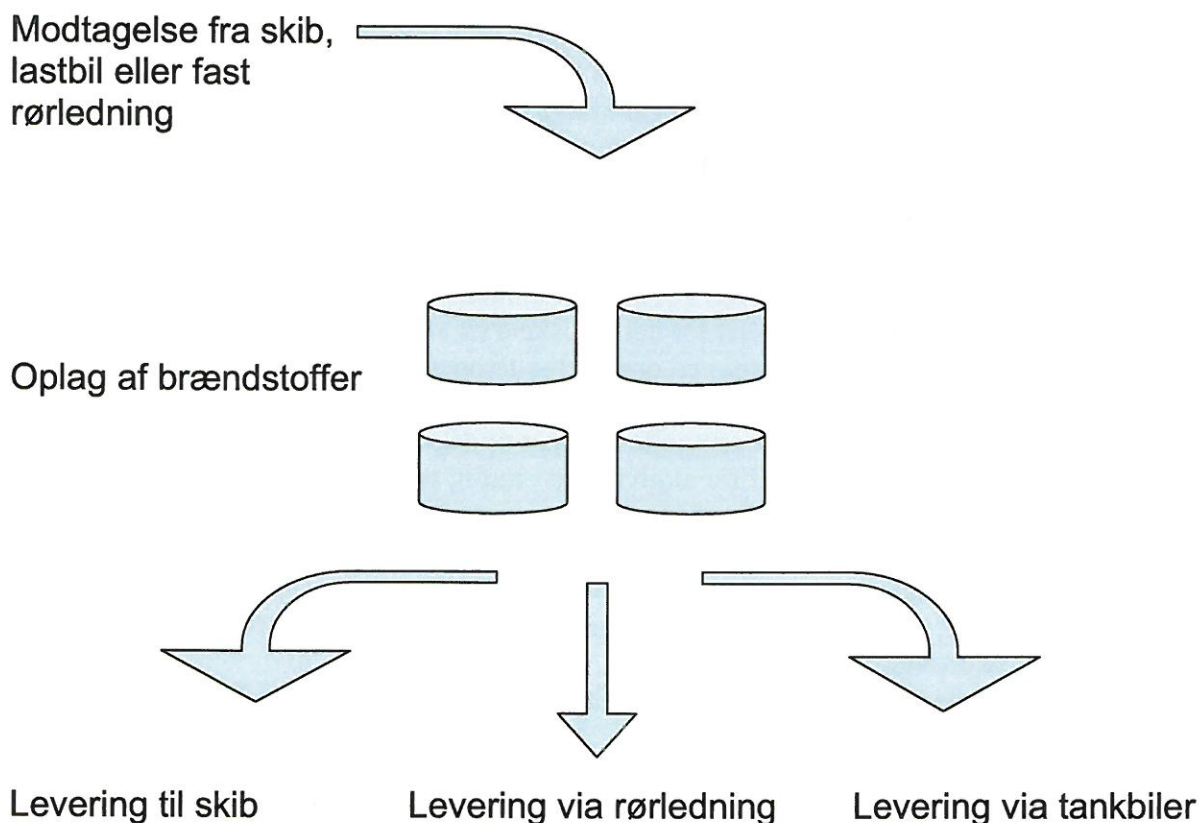 Modtagelse fra skib,
lastbil eller fast
rørledning
Oplag af brændstoffer
Levering til skib
Levering via rørledning
Levering via tankbiler